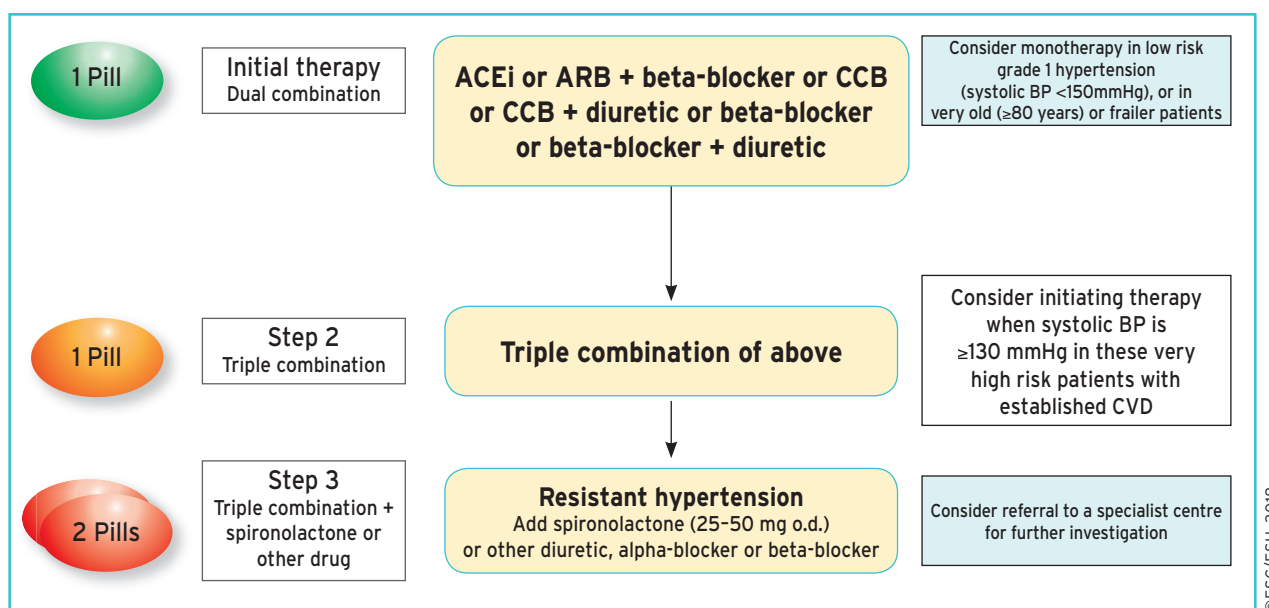 1 Pill
Initial therapy
Dual combination
ACEi or ARB + beta-blocker or CCB
or CCB + diuretic or beta-blocker
or beta-blocker + diuretic
Consider monotherapy in low risk
grade 1 hypertension
(systolic BP <150mmHg), or in
very old (≥80 years) or frailer patients
1 Pill
Step 2
Triple combination
Triple combination of above
Consider initiating therapy
when systolic BP is
≥130 mmHg in these very
high risk patients with
established CVD
2 Pills
Step 3
Triple combination +
spironolactone or
other drug
Resistant hypertension
Add spironolactone (25–50 mg o.d.)
or other diuretic, alpha-blocker or beta-blocker
Consider referral to a specialist centre
for further investigation
©ESC/ESH 2018